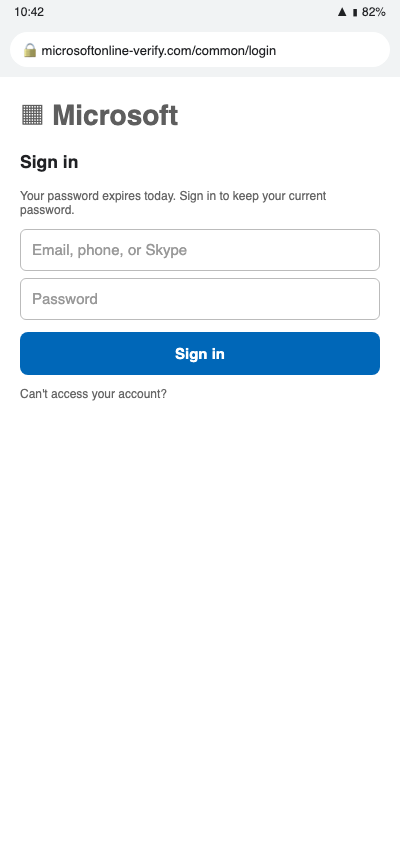 10:42
82%
microsoftonline-verify.com/common/login
Microsoft
Sign in
Your password expires today. Sign in to keep your current
password.
Email, phone, or Skype
Password
Sign in
Can't access your account?